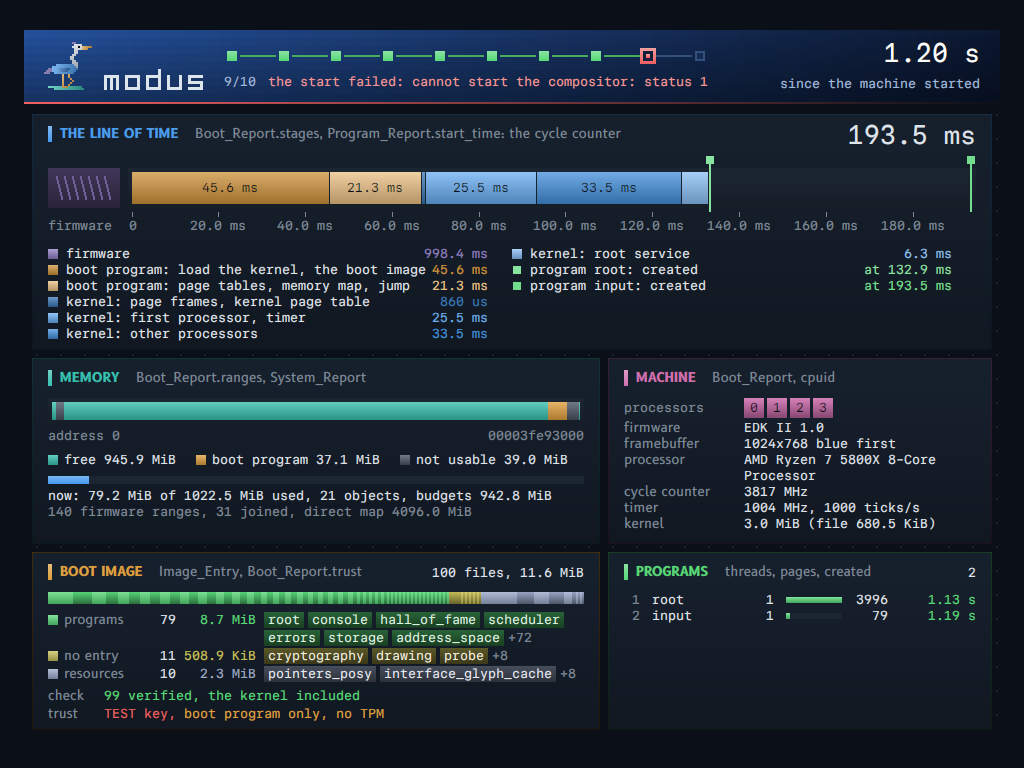 modus
9/10 the start failed: cannot start the compositor: status 1
1.20 s
since the machine started
THE LINE OF TIME Boot_Report.stages, Program_Report.start_time: the cycle counter
193.5 ms
45.6 ms 21.3 ms 25.5 ms 33.5 ms
firmware 0 20.0 ms 40.0 ms 60.0 ms 80.0 ms 100.0 ms 120.0 ms 140.0 ms 160.0 ms 180.0 ms
firmware 998.4 ms
boot program: load the kernel, the boot image 45.6 ms
boot program: page tables, memory map, jump 21.3 ms
kernel: page frames, kernel page table 860 us
kernel: first processor, timer 25.5 ms
kernel: other processors 33.5 ms
kernel: root service 6.3 ms
program root: created at 132.9 ms
program input: created at 193.5 ms
MEMORY Boot_Report.ranges, System_Report
address 0 00003fe93000
free 945.9 MiB boot program 37.1 MiB not usable 39.0 MiB
now: 79.2 MiB of 1022.5 MiB used, 21 objects, budgets 942.8 MiB
140 firmware ranges, 31 joined, direct map 4096.0 MiB
MACHINE Boot_Report, cpuid
processors 0 1 2 3
firmware EDK II 1.0
framebuffer 1024x768 blue first
processor AMD Ryzen 7 5800X 8-Core
Processor
cycle counter 3817 MHz
timer 1004 MHz, 1000 ticks/s
kernel 3.0 MiB (file 680.5 KiB)
BOOT IMAGE Image_Entry, Boot_Report.trust 100 files, 11.6 MiB
programs 79 8.7 MiB root console hall_of_fame scheduler
errors storage address_space +72
no entry 11 508.9 KiB cryptography drawing probe +8
resources 10 2.3 MiB pointers_posy interface_glyph_cache +8
check 99 verified, the kernel included
trust TEST key, boot program only, no TPM
PROGRAMS threads, pages, created 2
1 root 1 3996 1.13 s
2 input 1 79 1.19 s